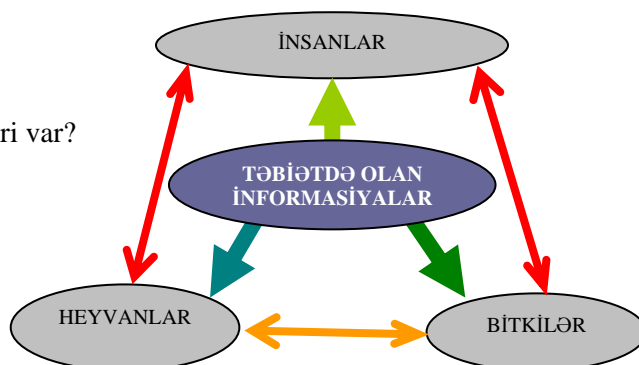 İNSANLAR
ri var?
TƏBİƏTDƏ OLAN
İNFORMASİYALAR
HEYVANLAR
BİTKİLƏR